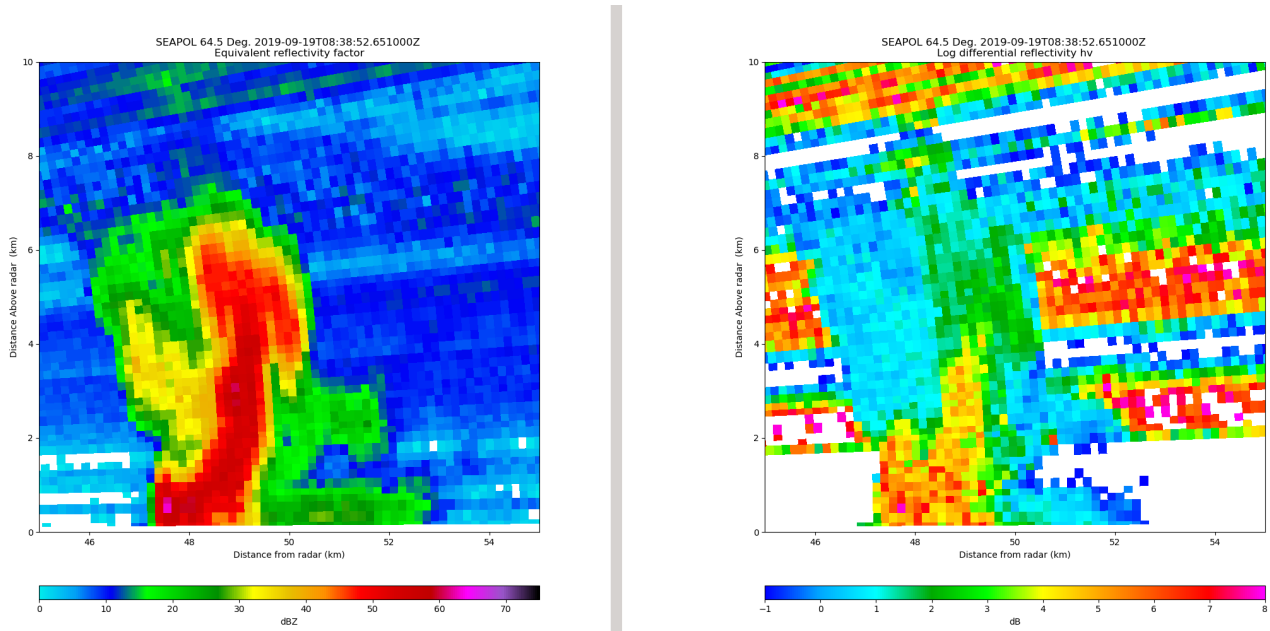 SEAPOL 64.5 Deg. 2019-09-19T08:38:52.651000Z
Equivalent reflectivity factor
10
8
6
4
2
0
Distance Above radar (km)
46 48 50 52 54
Distance from radar (km)
0 10 20 30 40 50 60 70
dBZ
SEAPOL 64.5 Deg. 2019-09-19T08:38:52.651000Z
Log differential reflectivity hv
10
8
6
4
2
0
Distance Above radar (km)
46 48 50 52 54
Distance from radar (km)
−1 0 1 2 3 4 5 6 7 8
dB